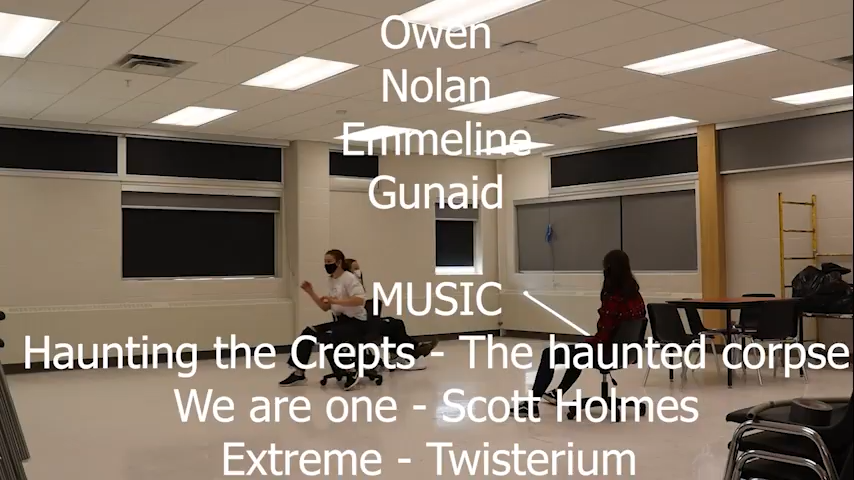 Owen
Nolan
Emmeline
Gunaid
MUSIC
Haunting the Crepts - The haunted corpse
We are one - Scott Holmes
Extreme - Twisterium